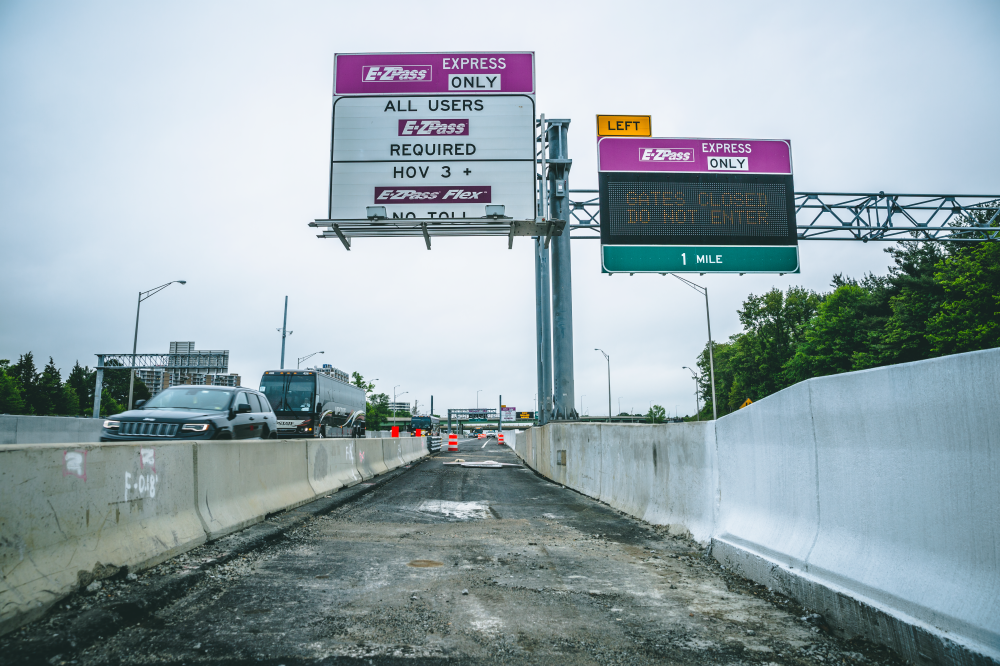 E-ZPass EXPRESS
ONLY
ALL USERS
E-ZPass
REQUIRED
HOV 3 +
E-ZPass Flex
NO TOLL
LEFT
E-ZPass EXPRESS
ONLY
GATES CLOSED
DO NOT ENTER
1 MILE
F-018